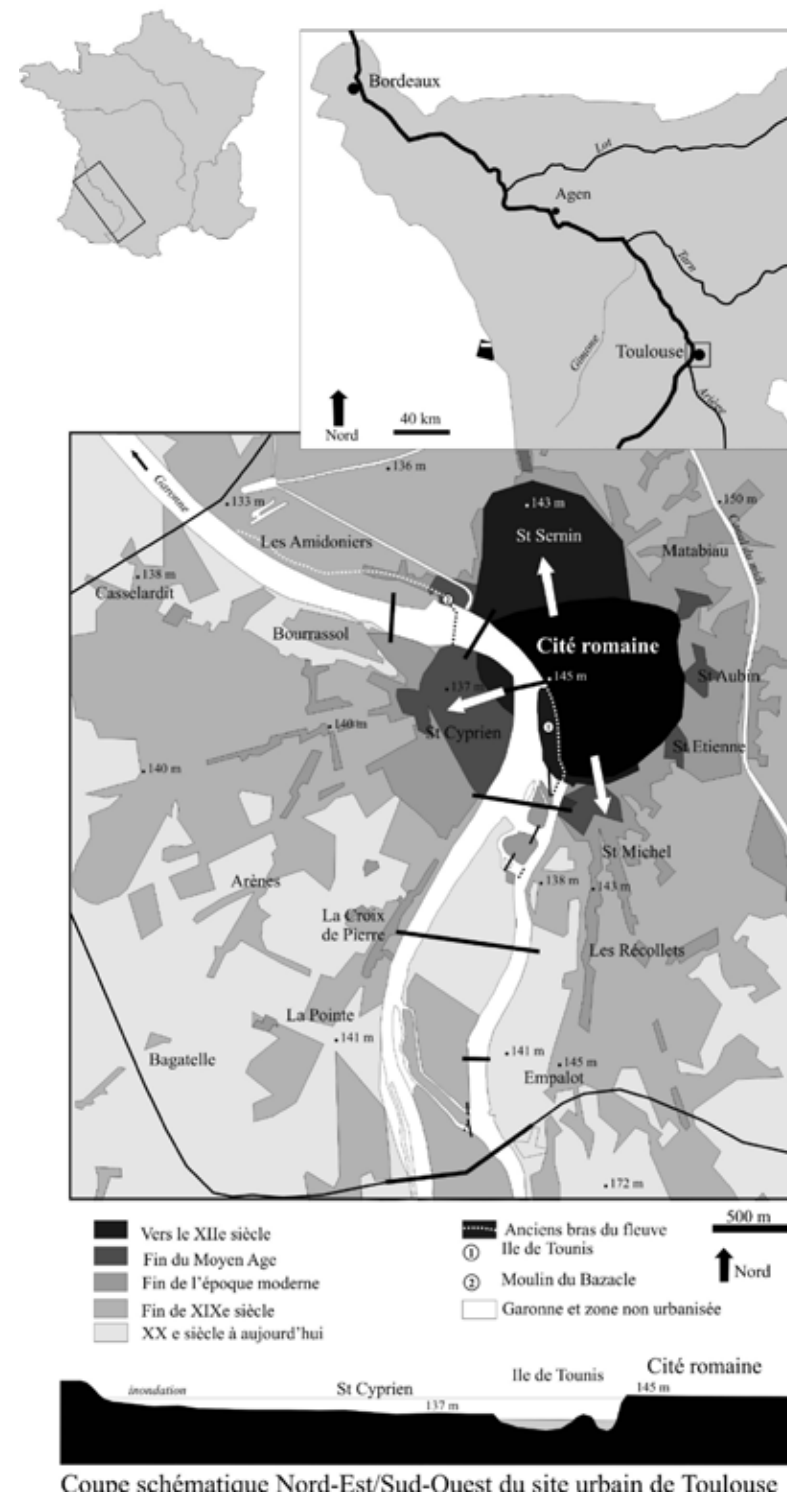 Bordeaux
Lot
Agen
Tarn
Gimone
Toulouse
Ariège
Nord
40 km
Garonne
136 m
133 m
143 m
150 m
St Sernin
Les Amidoniers
Matabiau
Canal du midi
138 m
Casselardit
2
Bourrassol
Cité romaine
145 m
St Aubin
137 m
1
St Cyprien
140 m
St Etienne
140 m
St Michel
Arènes
138 m
143 m
La Croix
de Pierre
Les Récollets
La Pointe
141 m
141 m
145 m
Bagatelle
Empalot
172 m
Vers le XIIe siècle
Fin du Moyen Age
Fin de l'époque moderne
Fin de XIXe siècle
XX e siècle à aujourd'hui
Anciens bras du fleuve
1 Ile de Tounis
2 Moulin du Bazacle
Garonne et zone non urbanisée
500 m
Nord
inondation
St Cyprien
137 m
Ile de Tounis
Cité romaine
145 m
Coupe schématique Nord-Est/Sud-Ouest du site urbain de Toulouse